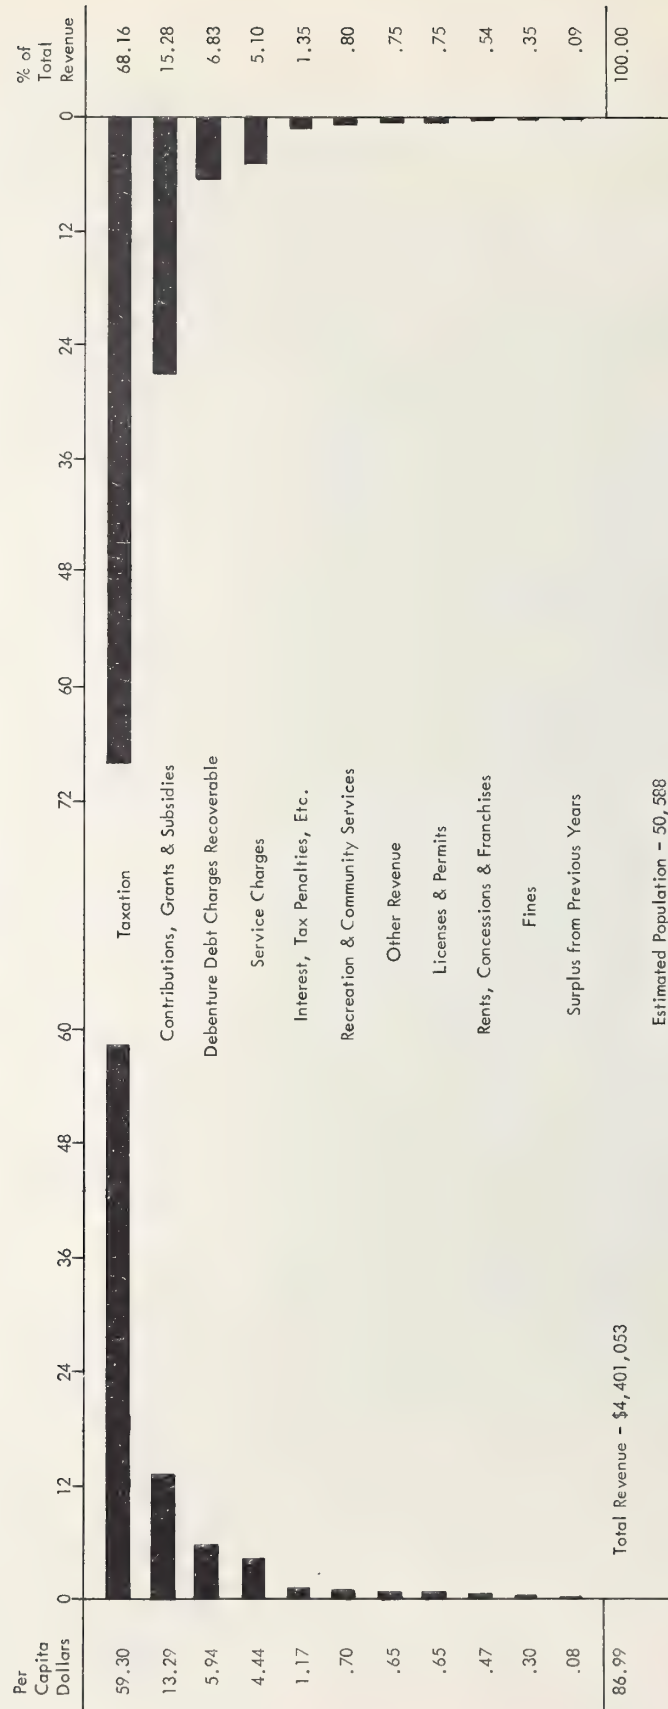 Per
Capita
Dollars
0 12 24 36 48 60 72 60 48 36 24 12 0
% of
Total
Revenue
59.30 Taxation 68.16
13.29 Contributions, Grants & Subsidies 15.28
5.94 Debenture Debt Charges Recoverable 6.83
4.44 Service Charges 5.10
1.17 Interest, Tax Penalties, Etc. 1.35
.70 Recreation & Community Services .80
.65 Other Revenue .75
.65 Licenses & Permits .75
.47 Rents, Concessions & Franchises .54
.30 Fines .35
.08 Surplus from Previous Years .09
86.99 Total Revenue - $4,401,053 100.00
Estimated Population - 50,588